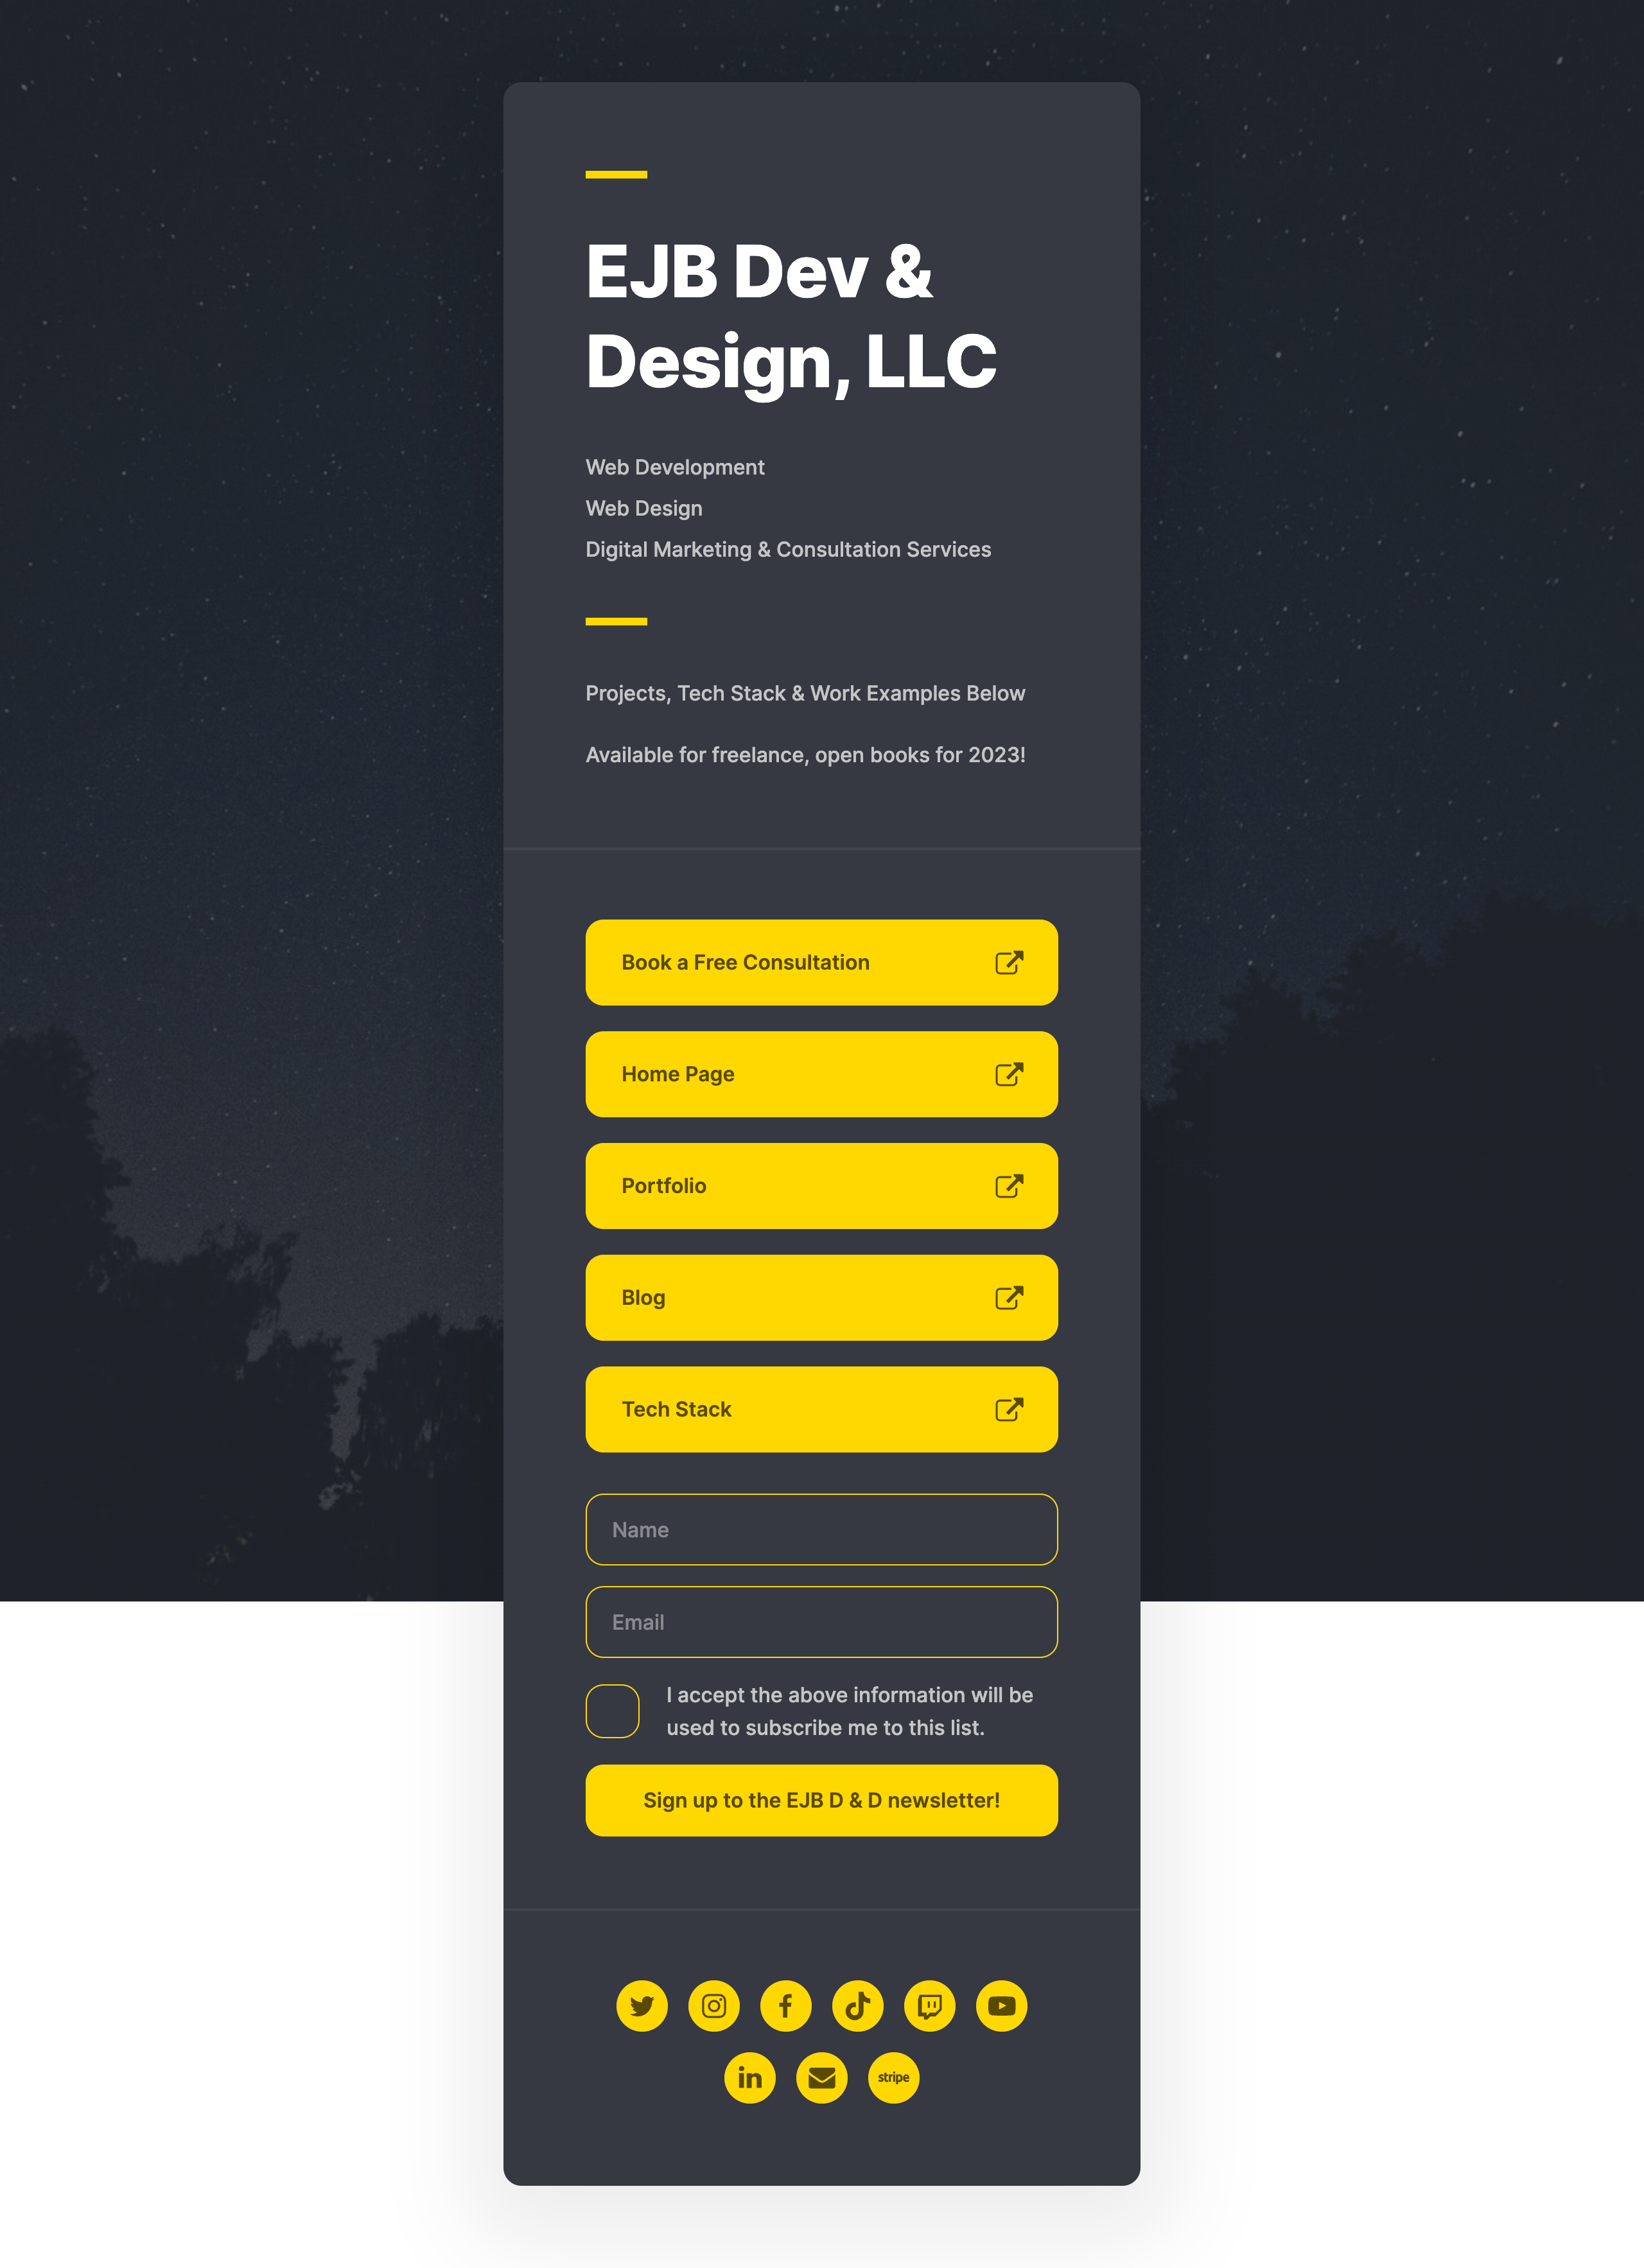 EJB Dev &
Design, LLC
Web Development
Web Design
Digital Marketing & Consultation Services
Projects, Tech Stack & Work Examples Below
Available for freelance, open books for 2023!
Book a Free Consultation
Home Page
Portfolio
Blog
Tech Stack
Name
Email
I accept the above information will be
used to subscribe me to this list.
Sign up to the EJB D & D newsletter!
in
stripe